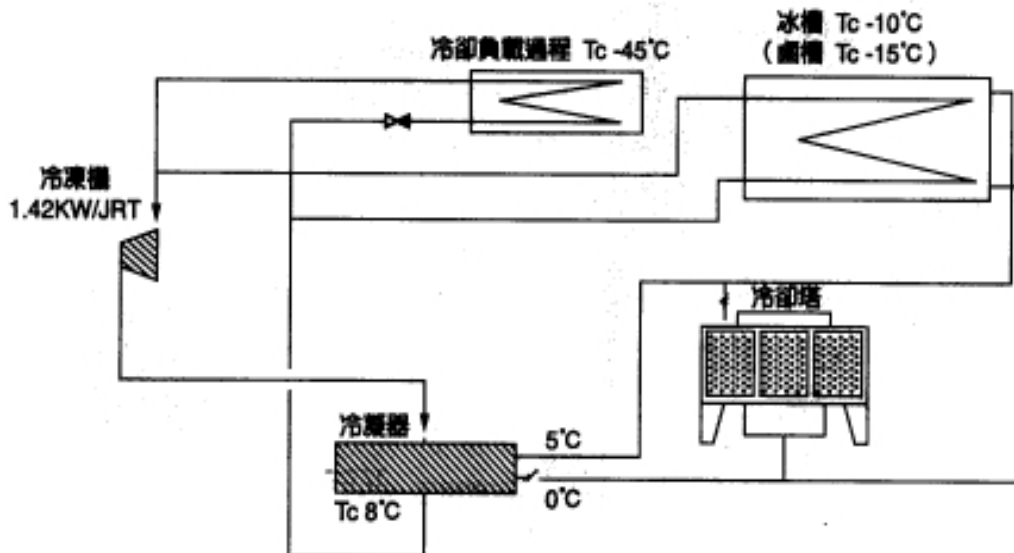 冰槽 Tc -10°C
（鹵槽 Tc -15°C）
冷卻負載過程 Tc -45°C
冷凍機
1.42KW/JRT
冷卻塔
冷凝器
5°C
0°C
Tc 8°C